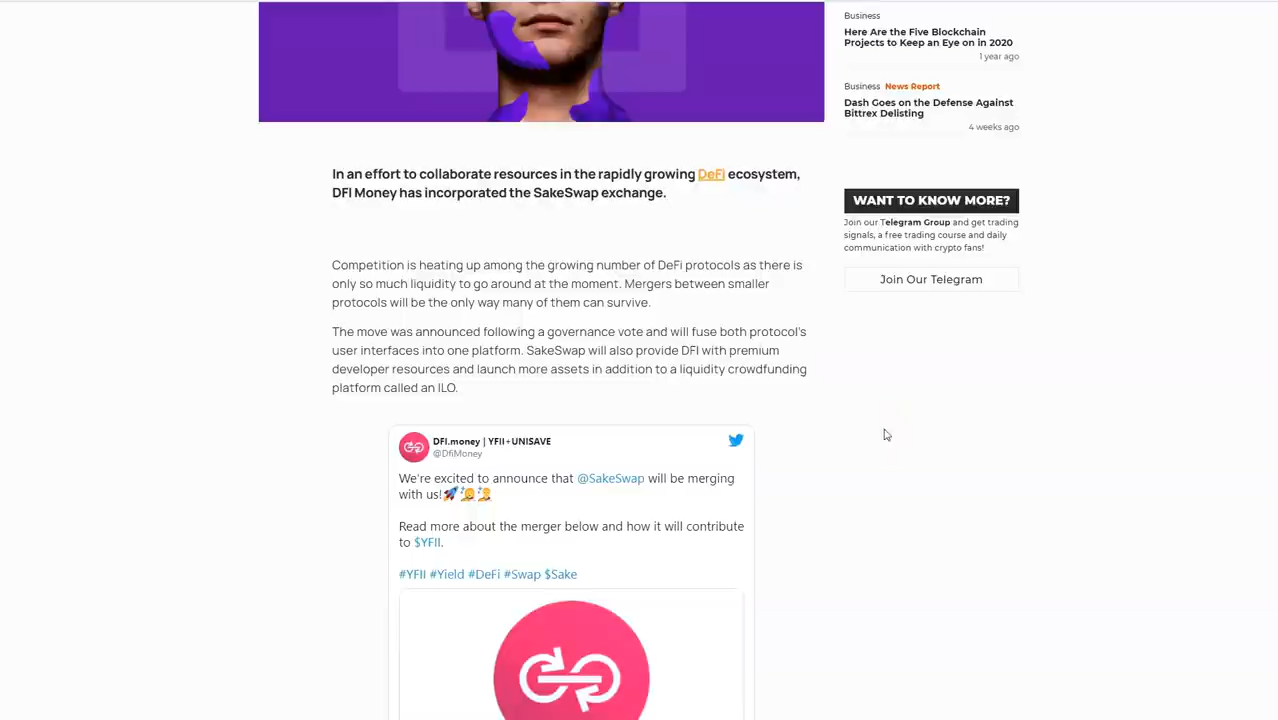 Business
Here Are the Five Blockchain
Projects to Keep an Eye on in 2020
1 year ago
Business News Report
Dash Goes on the Defense Against
Bittrex Delisting
4 weeks ago
WANT TO KNOW MORE?
Join our Telegram Group and get trading
signals, a free trading course and daily
communication with crypto fans!
Join Our Telegram
In an effort to collaborate resources in the rapidly growing DeFi ecosystem,
DFI Money has incorporated the SakeSwap exchange.
Competition is heating up among the growing number of DeFi protocols as there is
only so much liquidity to go around at the moment. Mergers between smaller
protocols will be the only way many of them can survive.
The move was announced following a governance vote and will fuse both protocol's
user interfaces into one platform. SakeSwap will also provide DFI with premium
developer resources and launch more assets in addition to a liquidity crowdfunding
platform called an ILO.
DFI.money | YFII+UNISAVE
@DfiMoney
We're excited to announce that @SakeSwap will be merging
with us!
Read more about the merger below and how it will contribute
to $YFII.
#YFII #Yield #DeFi #Swap $Sake